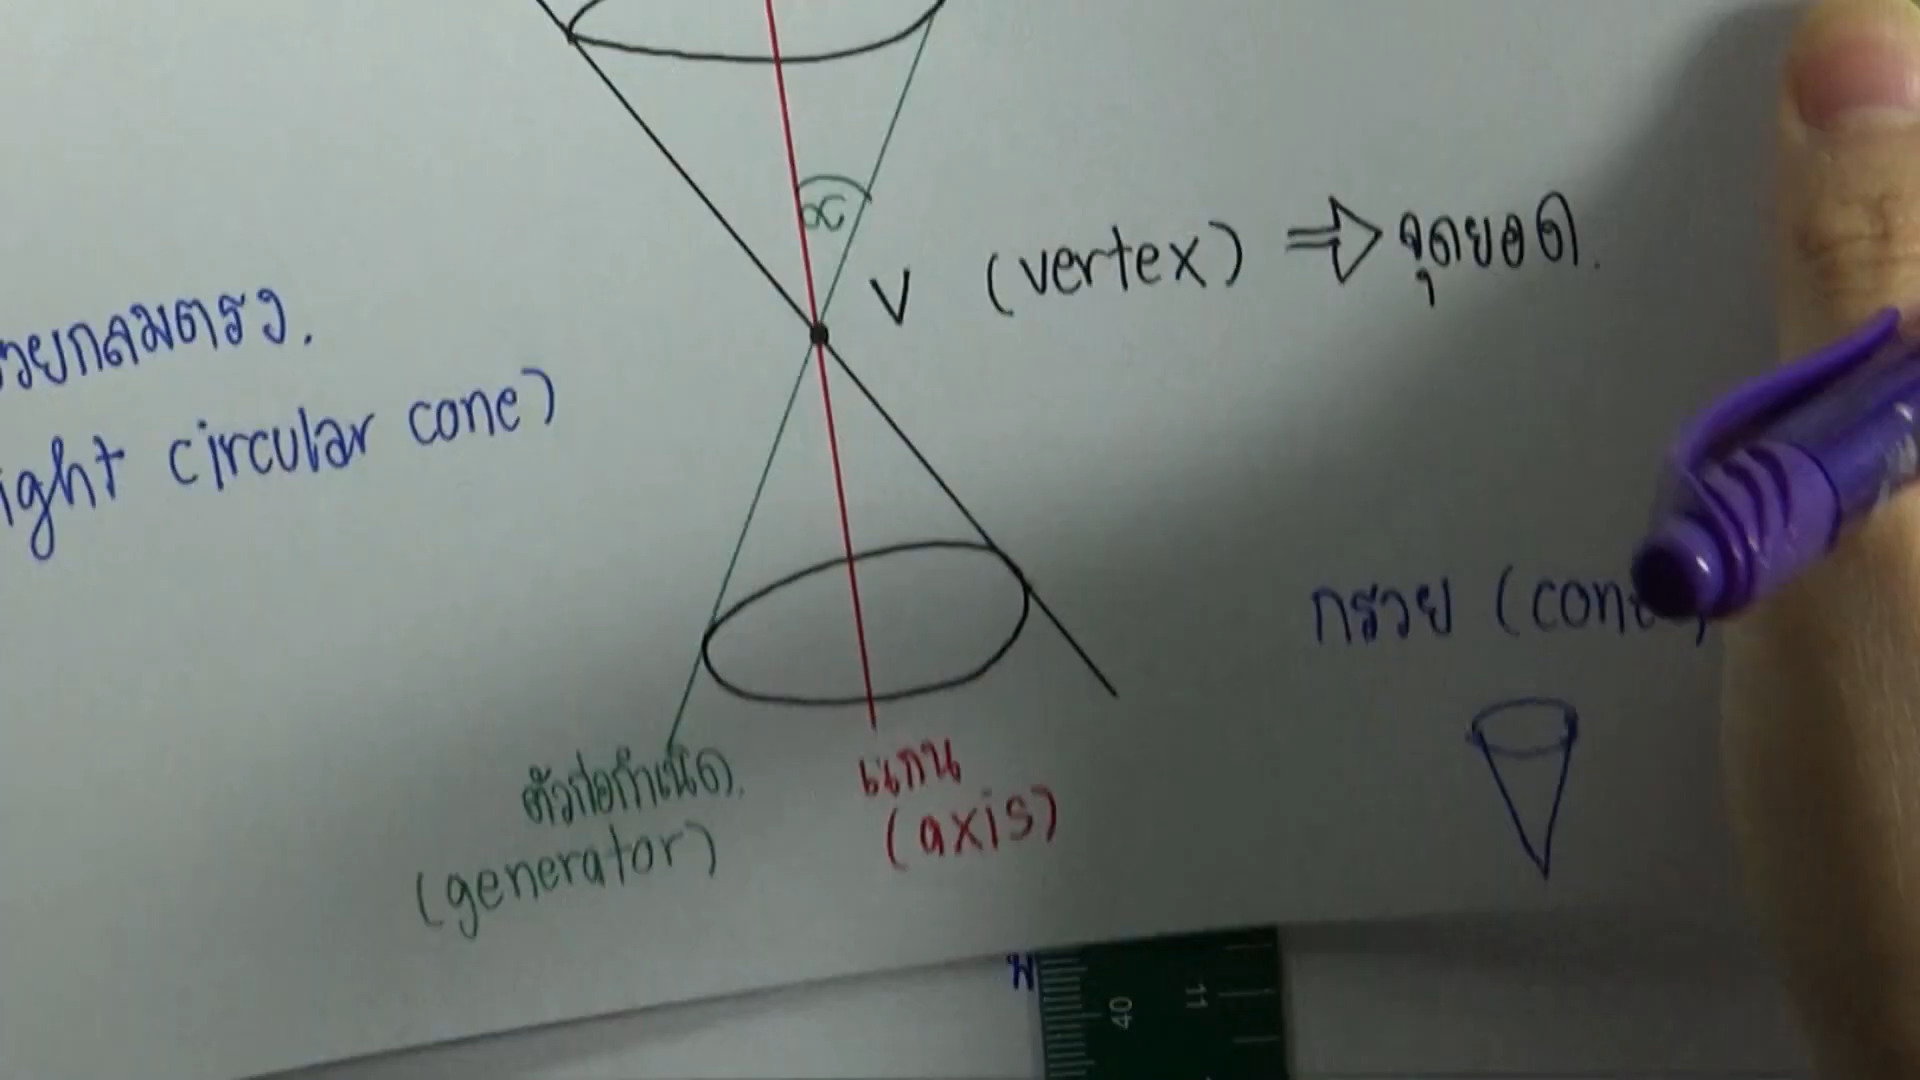 α
V (vertex) ⇒ จุดยอด.
วยกลมตรง.
ight circular cone)
กรวย (con
ตัวก่อกำเนิด.
(generator)
แกน
(axis)
40 11